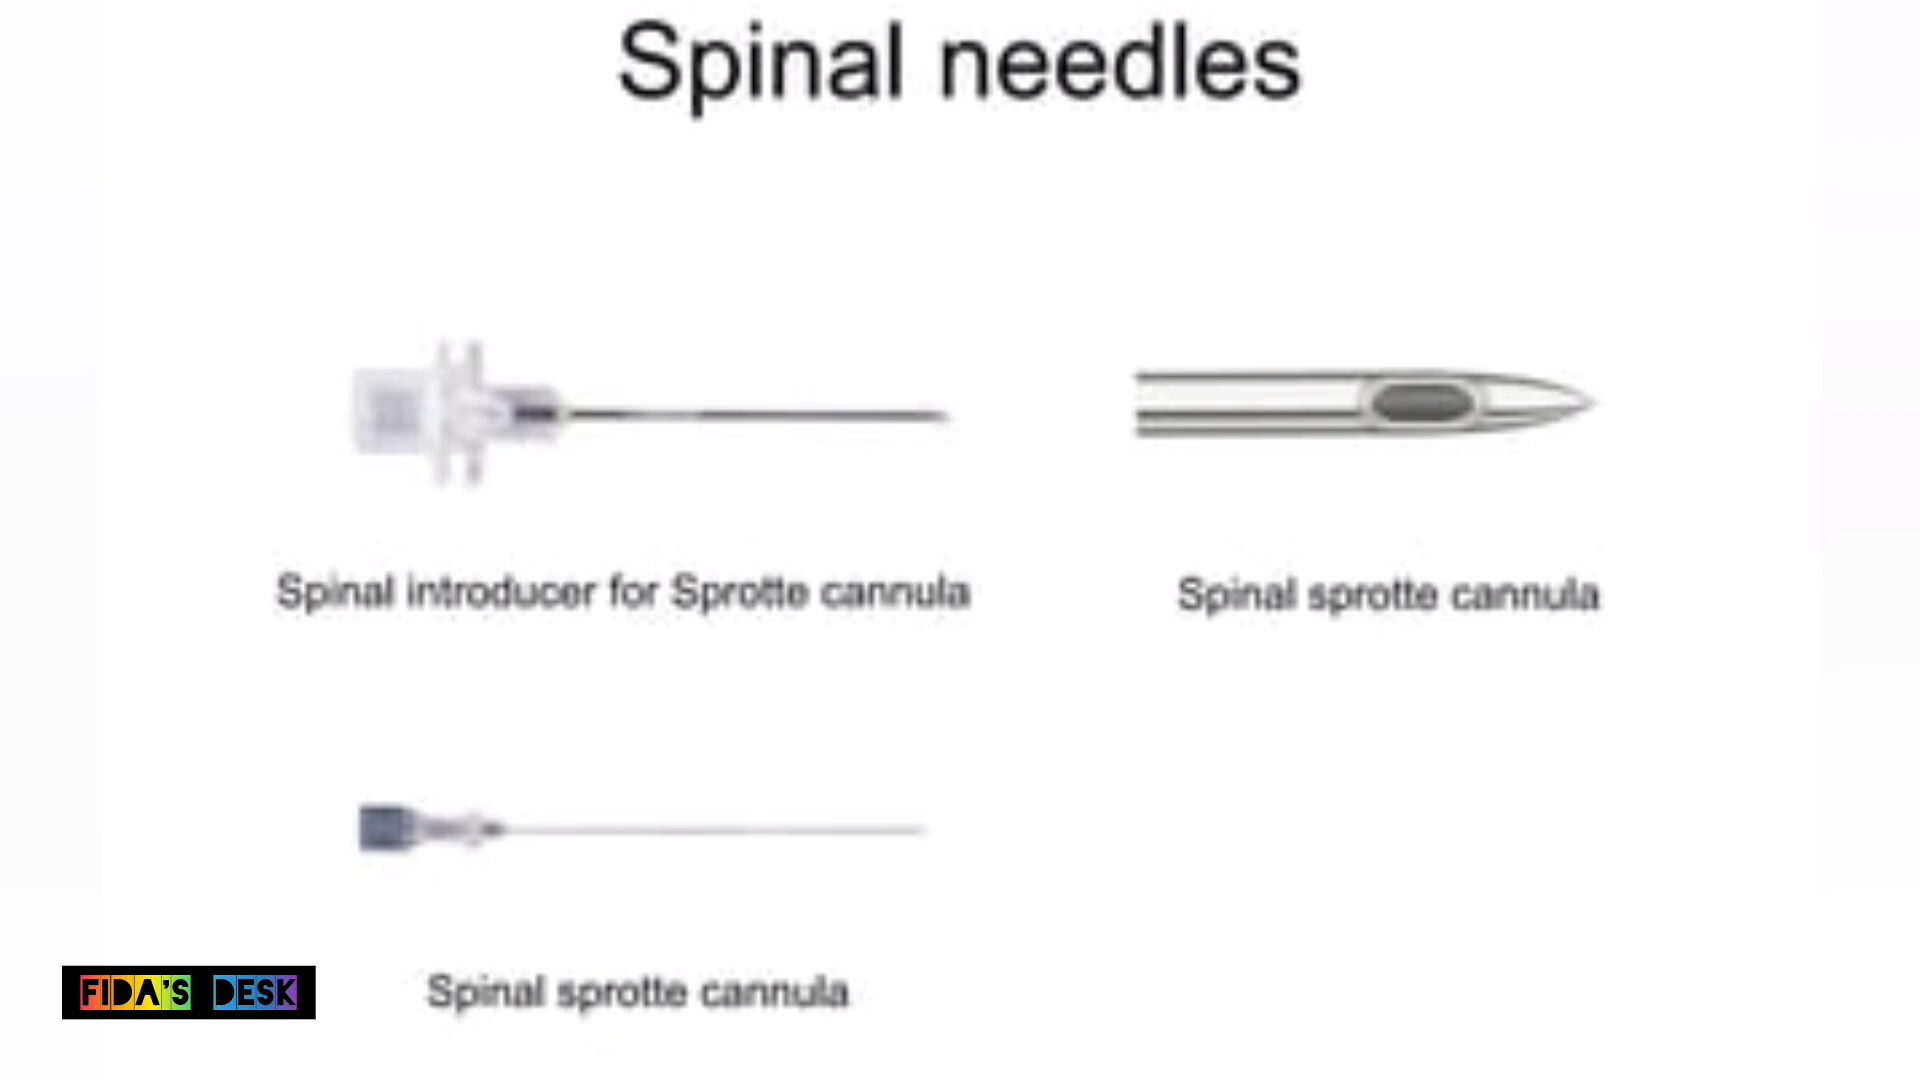 Spinal needles
Spinal introducer for Sprotte cannula
Spinal sprotte cannula
Spinal sprotte cannula
FIDA'S DESK